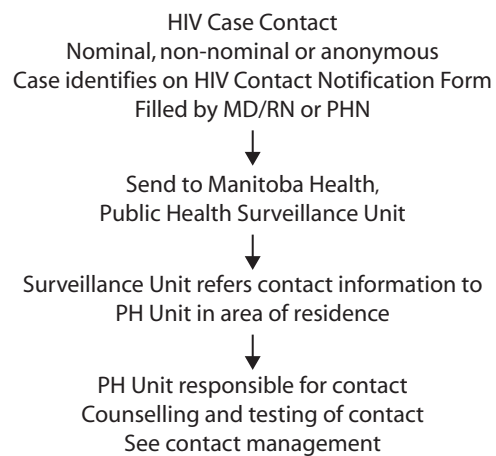 HIV Case Contact
Nominal, non-nominal or anonymous
Case identifies on HIV Contact Notification Form
Filled by MD/RN or PHN
Send to Manitoba Health,
Public Health Surveillance Unit
Surveillance Unit refers contact information to
PH Unit in area of residence
PH Unit responsible for contact
Counselling and testing of contact
See contact management